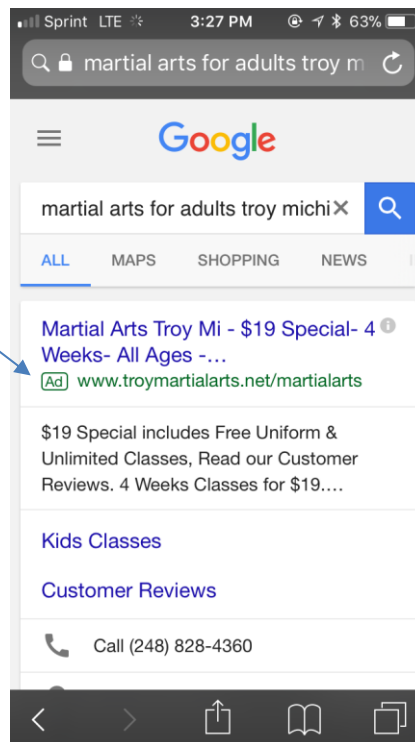 Sprint LTE 3:27 PM 63%
martial arts for adults troy m
Google
martial arts for adults troy michi
ALL MAPS SHOPPING NEWS
Martial Arts Troy Mi - $19 Special- 4
Weeks- All Ages -...
Ad www.troymartialarts.net/martialarts
$19 Special includes Free Uniform &
Unlimited Classes, Read our Customer
Reviews. 4 Weeks Classes for $19....
Kids Classes
Customer Reviews
Call (248) 828-4360